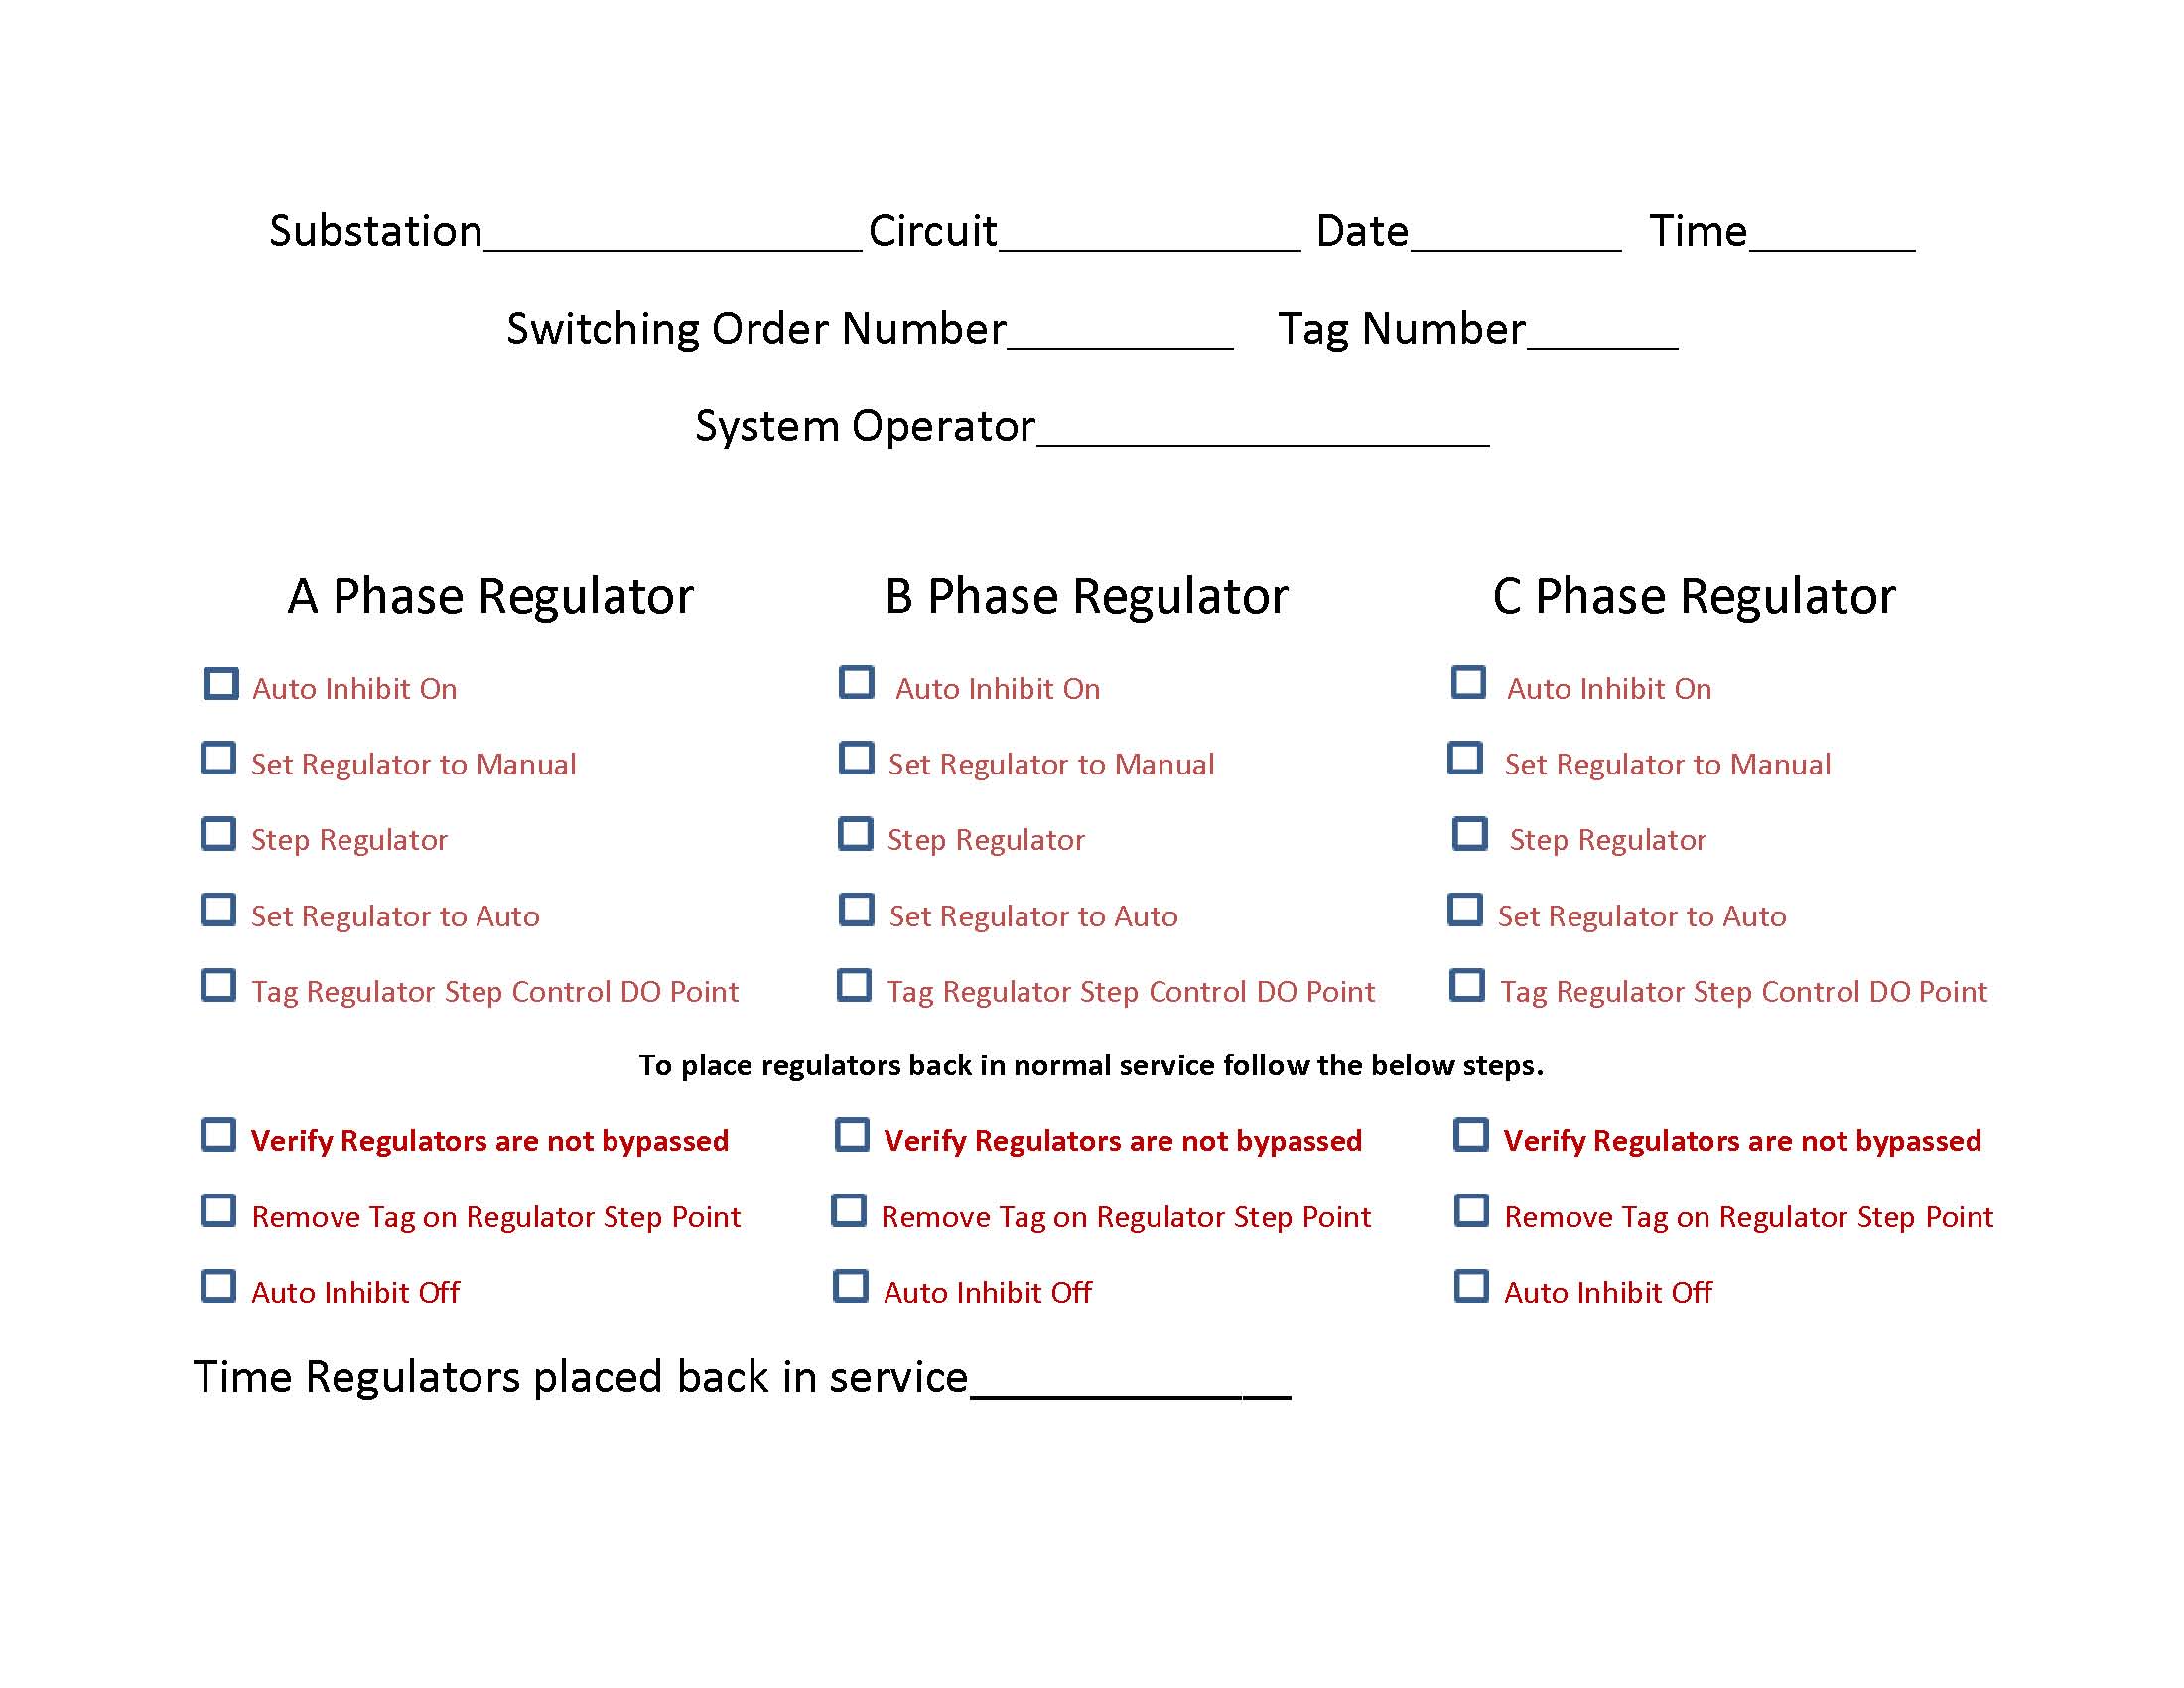 Substation_________________Circuit_____________ Date_________ Time_______
Switching Order Number__________ Tag Number_______
System Operator____________________
A Phase Regulator B Phase Regulator C Phase Regulator
Auto Inhibit On Auto Inhibit On Auto Inhibit On
Set Regulator to Manual Set Regulator to Manual Set Regulator to Manual
Step Regulator Step Regulator Step Regulator
Set Regulator to Auto Set Regulator to Auto Set Regulator to Auto
Tag Regulator Step Control DO Point Tag Regulator Step Control DO Point Tag Regulator Step Control DO Point
To place regulators back in normal service follow the below steps.
Verify Regulators are not bypassed Verify Regulators are not bypassed Verify Regulators are not bypassed
Remove Tag on Regulator Step Point Remove Tag on Regulator Step Point Remove Tag on Regulator Step Point
Auto Inhibit Off Auto Inhibit Off Auto Inhibit Off
Time Regulators placed back in service_____________